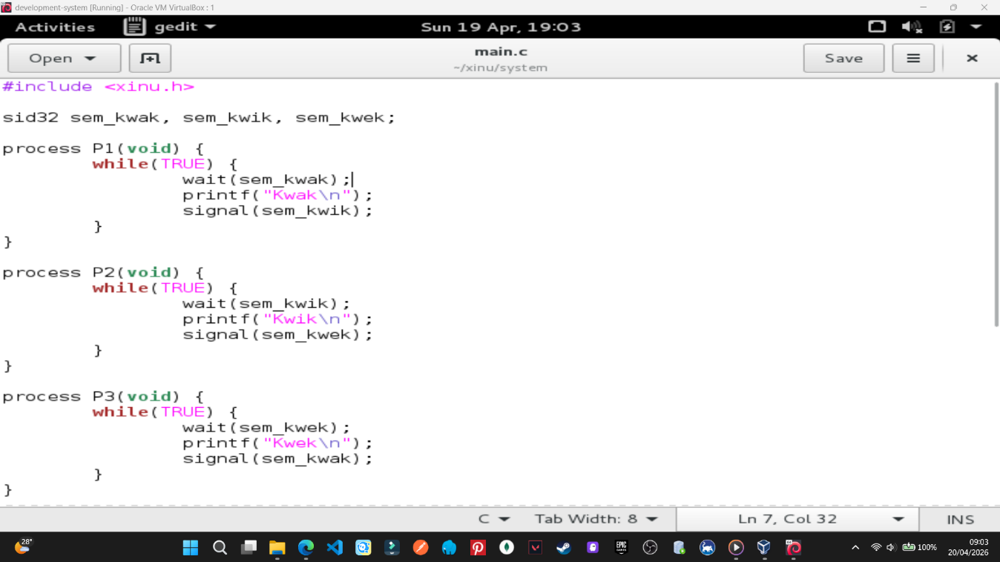 development-system [Running] - Oracle VM VirtualBox : 1
Activities gedit Sun 19 Apr, 19:03
Open main.c Save
~/xinu/system
#include <xinu.h>
sid32 sem_kwak, sem_kwik, sem_kwek;
process P1(void) {
while(TRUE) {
wait(sem_kwak);
printf("Kwak\n");
signal(sem_kwik);
}
}
process P2(void) {
while(TRUE) {
wait(sem_kwik);
printf("Kwik\n");
signal(sem_kwek);
}
}
process P3(void) {
while(TRUE) {
wait(sem_kwek);
printf("Kwek\n");
signal(sem_kwak);
}
}
C Tab Width: 8 Ln 7, Col 32 INS
28° EPIC GAMES 100% 09:03
20/04/2026